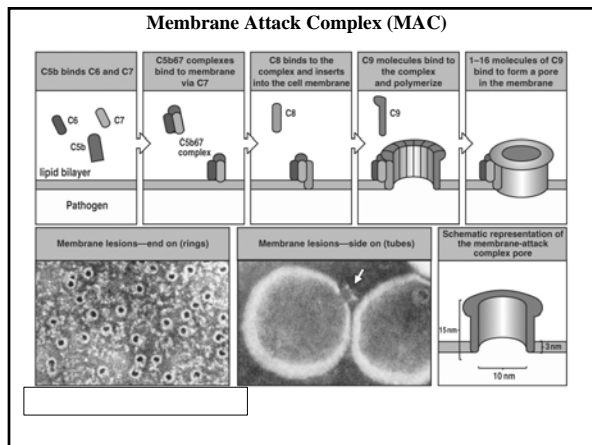 Membrane Attack Complex (MAC)
C5b binds C6 and C7
C5b67 complexes
bind to membrane
via C7
C8 binds to the
complex and inserts
into the cell membrane
C9 molecules bind to
the complex
and polymerize
1–16 molecules of C9
bind to form a pore
in the membrane
C6
C7
C5b
lipid bilayer
Pathogen
C5b67
complex
C8
C9
Membrane lesions—end on (rings)
Membrane lesions—side on (tubes)
Schematic representation of
the membrane-attack
complex pore
15nm
3nm
10nm